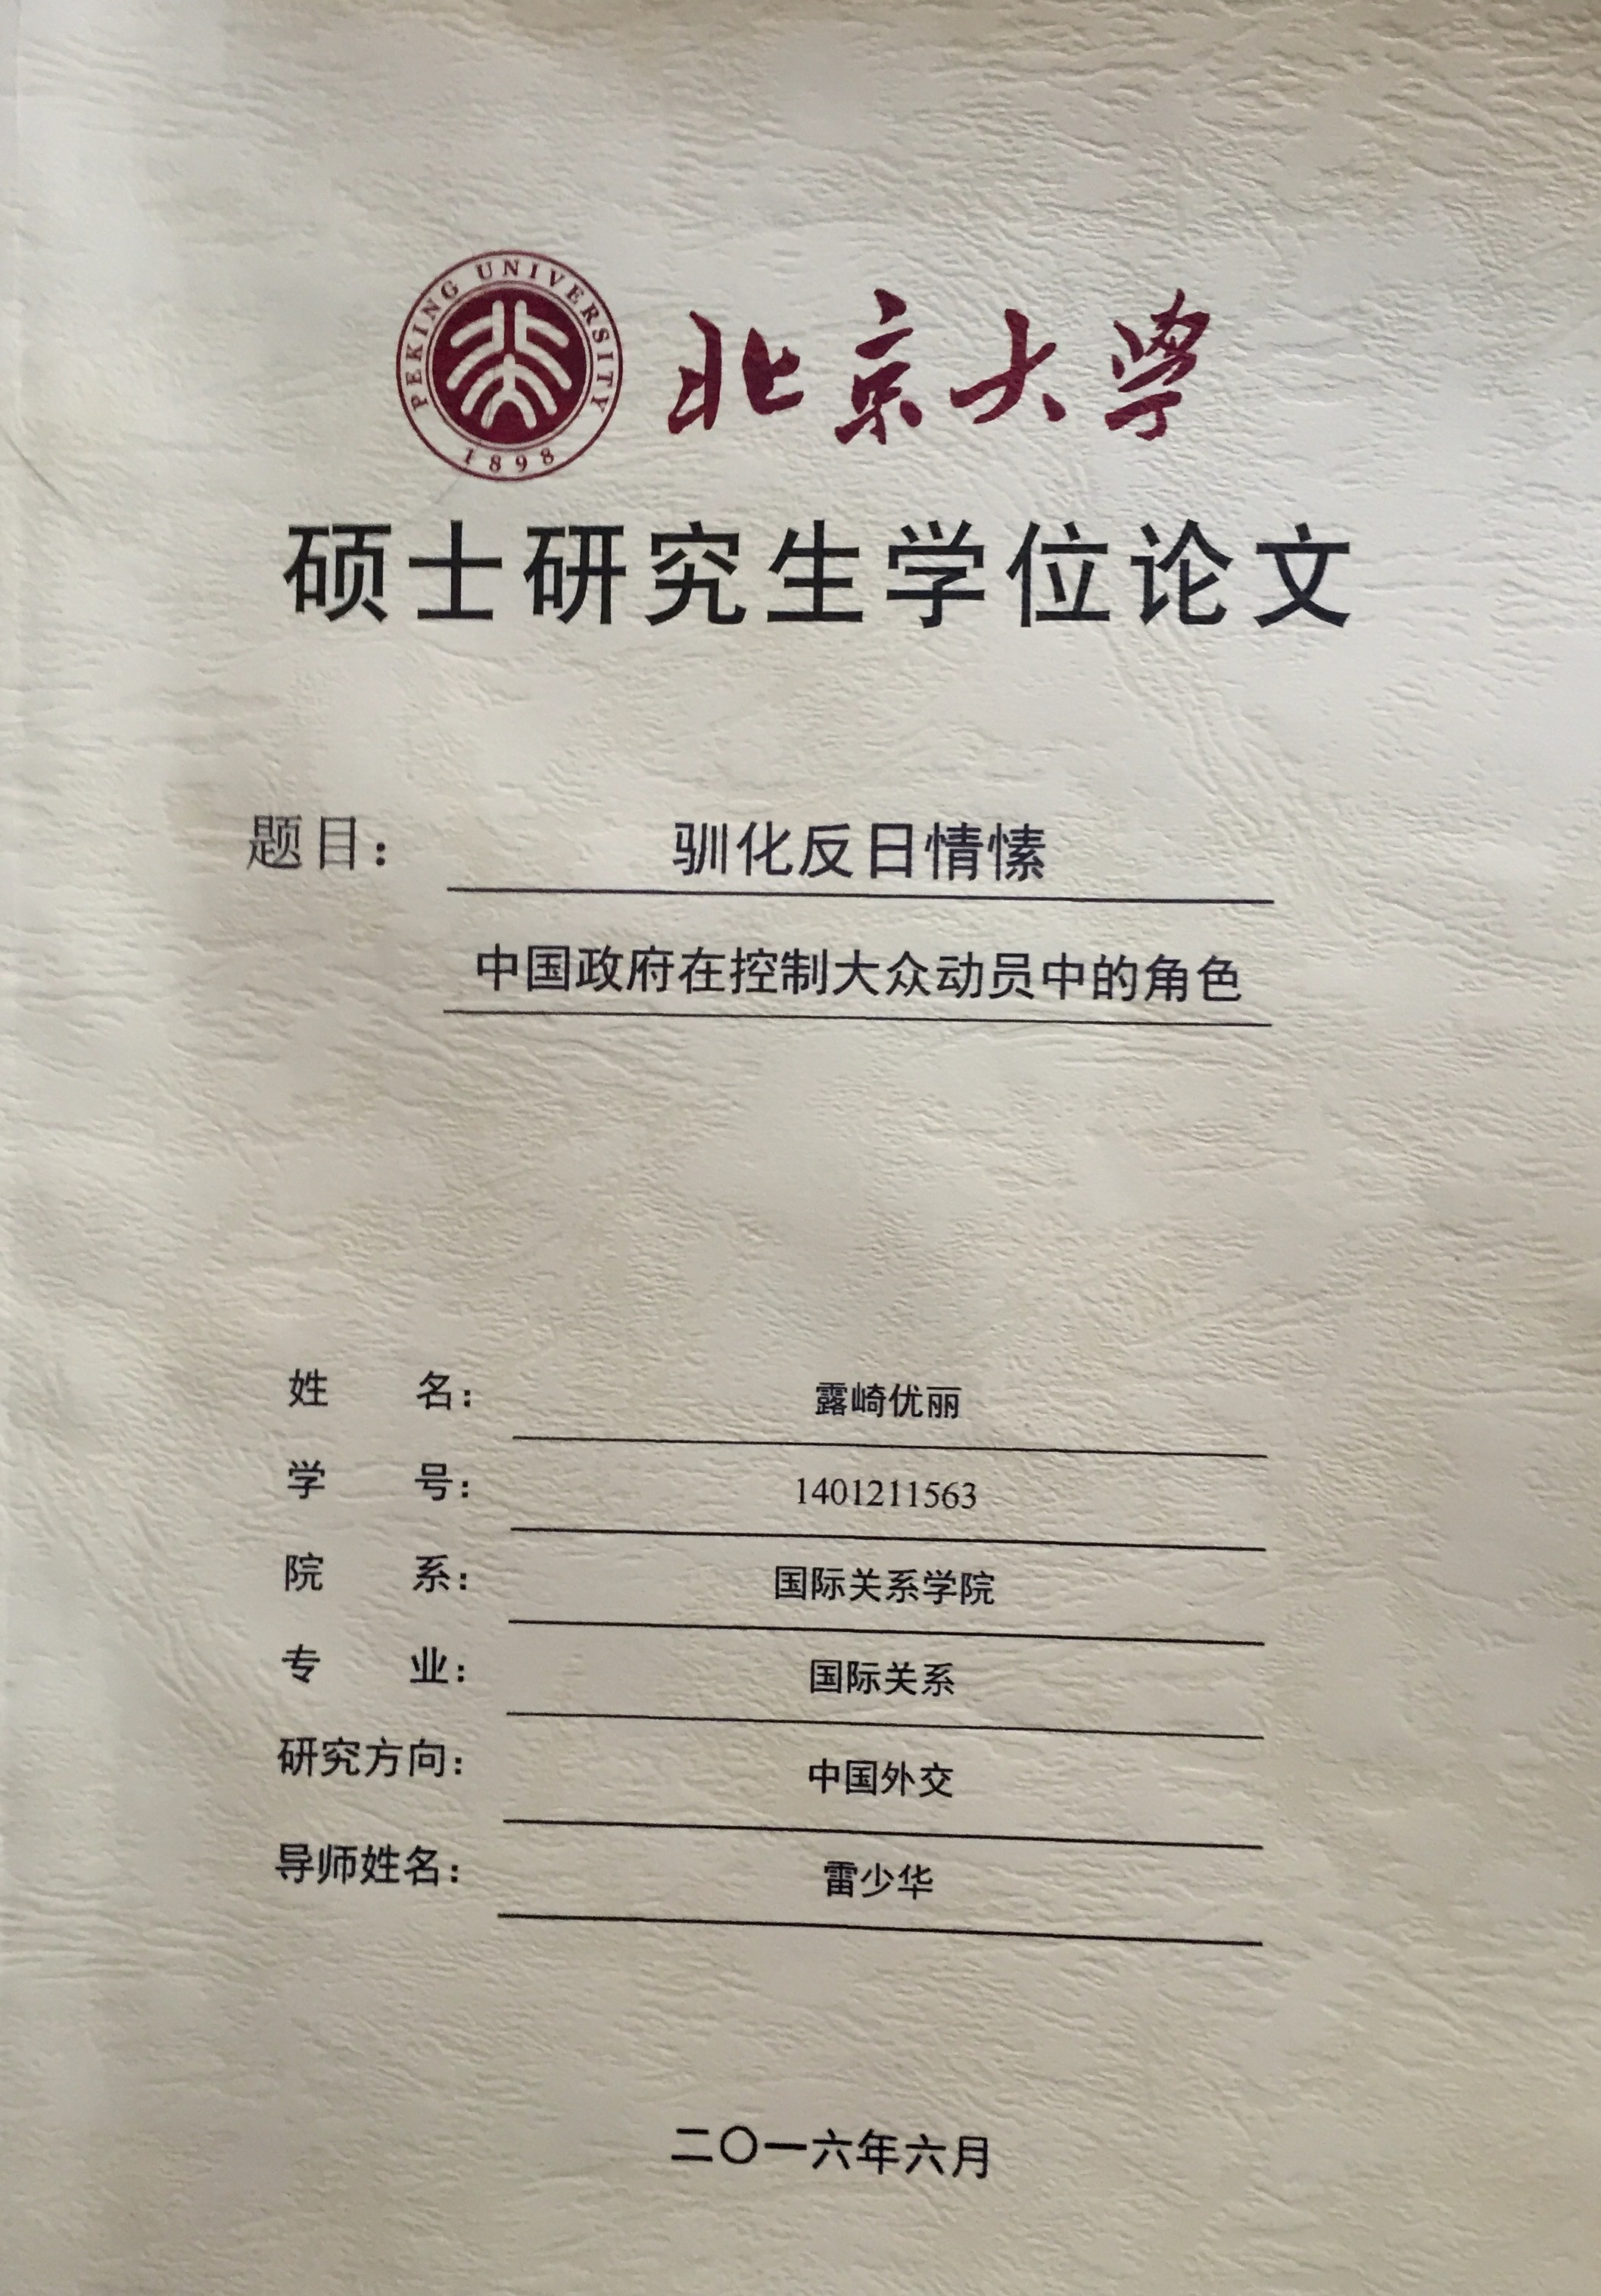 PEKING UNIVERSITY
1898
北京大学
硕士研究生学位论文
题目：驯化反日情愫
中国政府在控制大众动员中的角色
姓名：露崎优丽
学号：1401211563
院系：国际关系学院
专业：国际关系
研究方向：中国外交
导师姓名：雷少华
二〇一六年六月